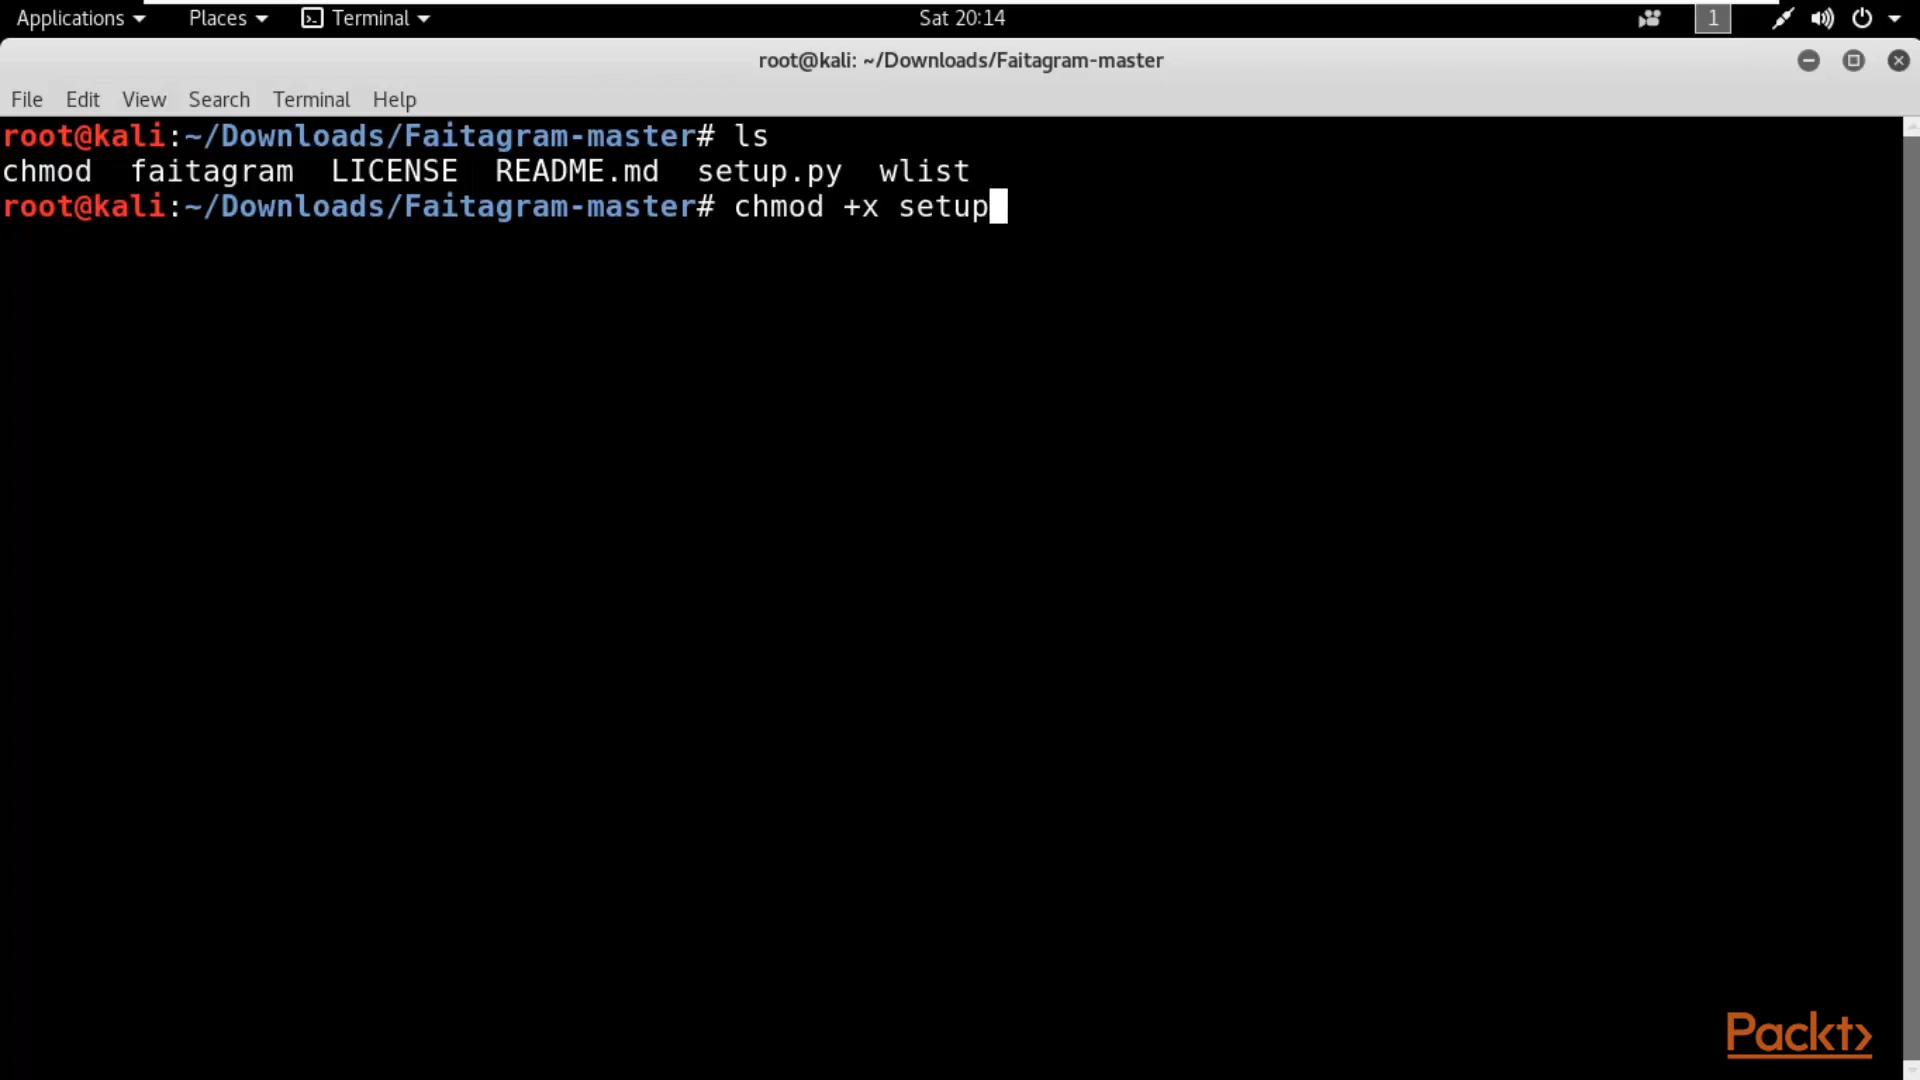 Applications Places Terminal Sat 20:14 1
root@kali: ~/Downloads/Faitagram-master
File Edit View Search Terminal Help
root@kali:~/Downloads/Faitagram-master# ls
chmod faitagram LICENSE README.md setup.py wlist
root@kali:~/Downloads/Faitagram-master# chmod +x setup
Packt>